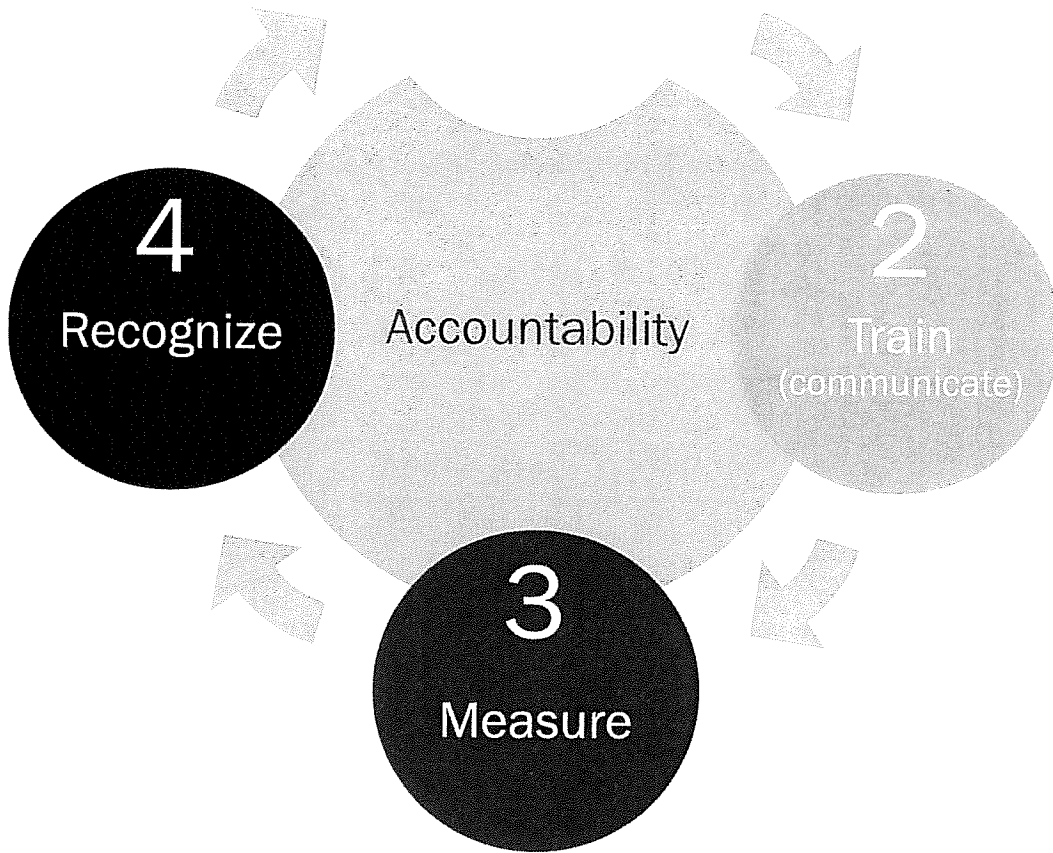 4
Recognize
Accountability
2
Train
(communicate)
3
Measure